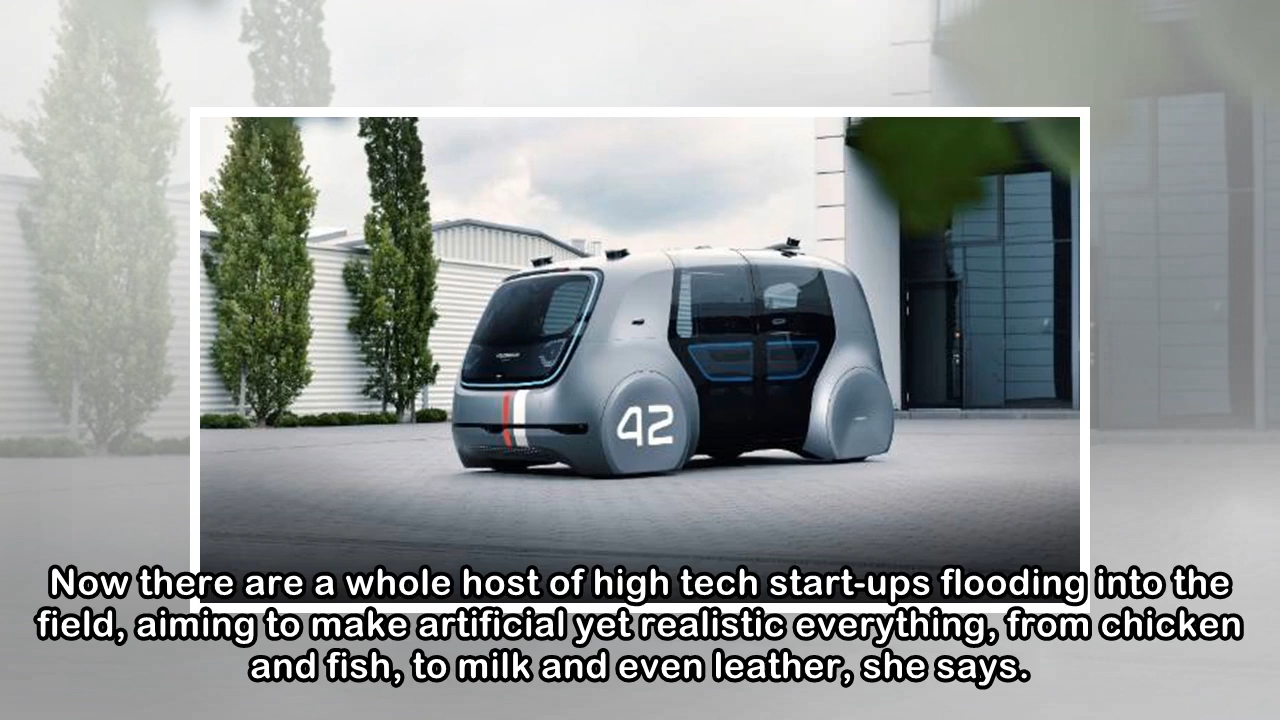 42
Now there are a whole host of high tech start-ups flooding into the
field, aiming to make artificial yet realistic everything, from chicken
and fish, to milk and even leather, she says.